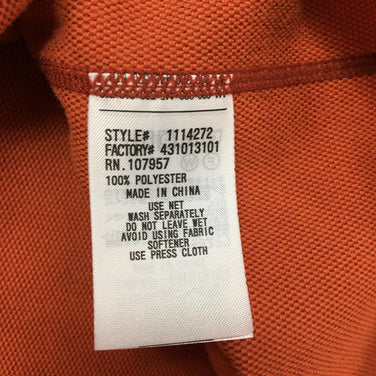 STYLE# 1114272
FACTORY# 431013101
RN.107957
100% POLYESTER
MADE IN CHINA
USE NET
WASH SEPARATELY
DO NOT LEAVE WET
AVOID USING FABRIC
SOFTENER
USE PRESS CLOTH